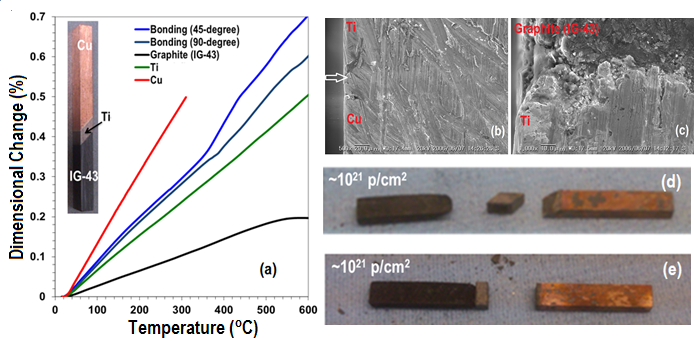 0.7
0.6
0.5
0.4
0.3
0.2
0.1
0
0
100
200
300
400
500
600
Dimensional Change (%)
Temperature (°C)
Bonding (45-degree)
Bonding (90-degree)
Graphite (IG-43)
Ti
Cu
Cu
Ti
IG-43
(a)
Ti
Cu
(b)
Graphite (IG-43)
Ti
(c)
~10²¹ p/cm²
(d)
~10²¹ p/cm²
(e)